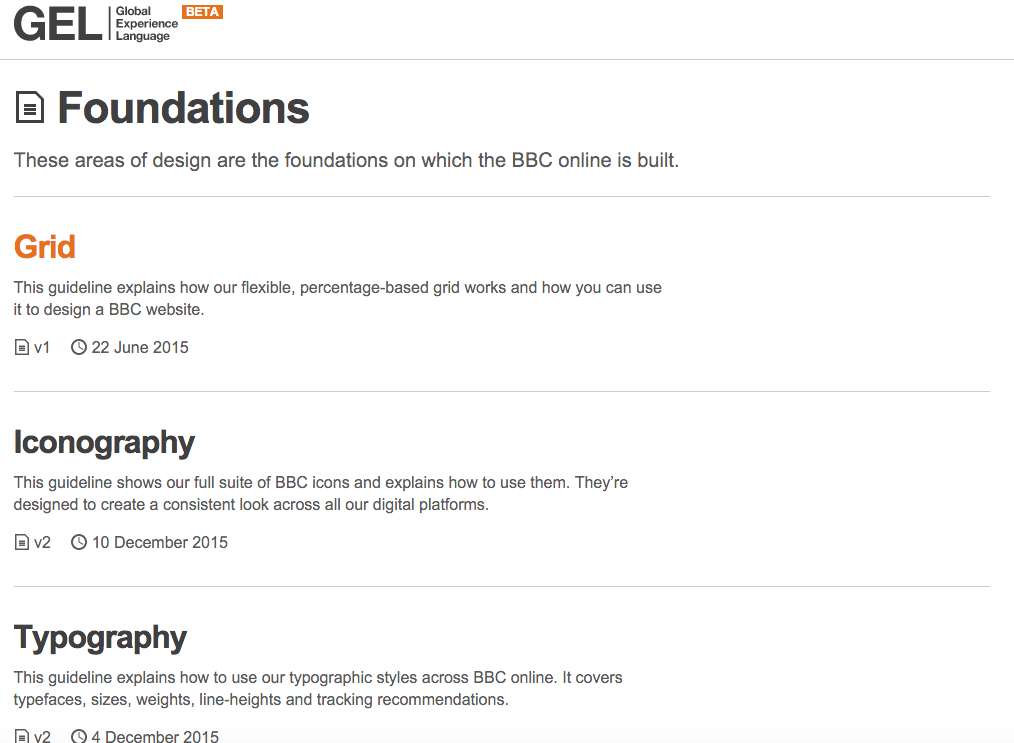 GEL
Global
Experience
Language
BETA
Foundations
These areas of design are the foundations on which the BBC online is built.
Grid
This guideline explains how our flexible, percentage-based grid works and how you can use
it to design a BBC website.
v1 22 June 2015
Iconography
This guideline shows our full suite of BBC icons and explains how to use them. They’re
designed to create a consistent look across all our digital platforms.
v2 10 December 2015
Typography
This guideline explains how to use our typographic styles across BBC online. It covers
typefaces, sizes, weights, line-heights and tracking recommendations.
v2 4 December 2015